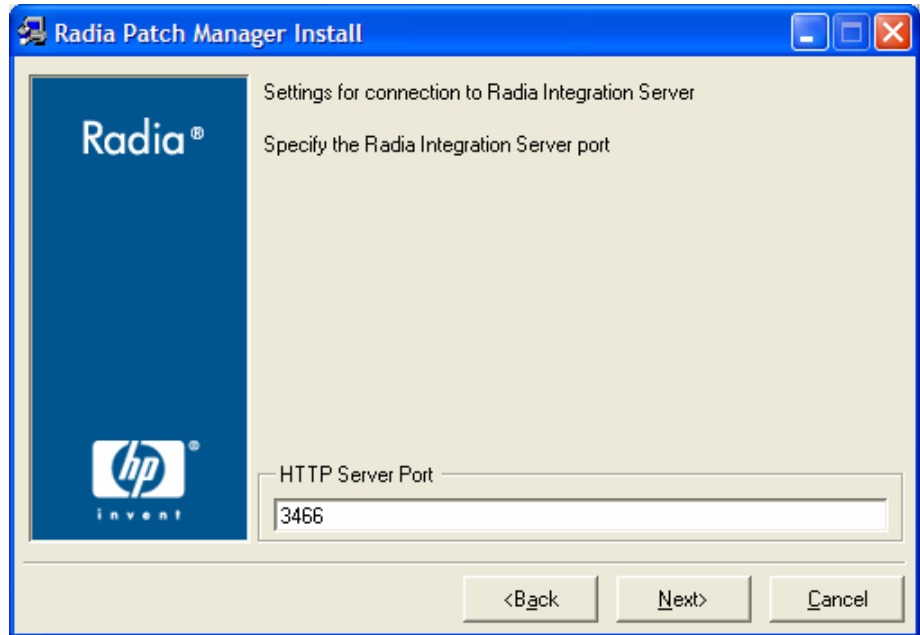 Radia Patch Manager Install
Radia®
Settings for connection to Radia Integration Server
Specify the Radia Integration Server port
hp®
invent
HTTP Server Port
3466
<Back
Next>
Cancel